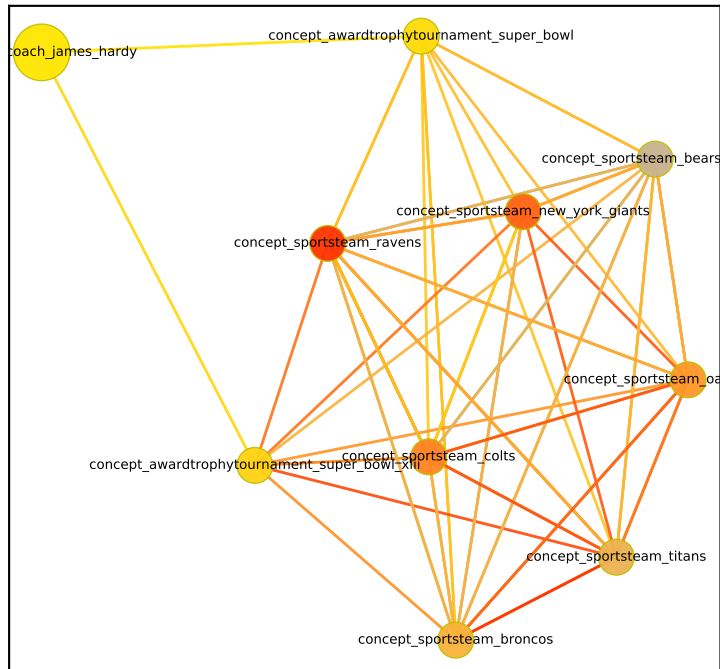 coach_james_hardy
concept_awardtrophytournament_super_bowl
concept_sportsteam_bears
concept_sportsteam_new_york_giants
concept_sportsteam_ravens
concept_sportsteam_oa
concept_sportsteam_colts
concept_awardtrophytournament_super_bowl_xlii
concept_sportsteam_titans
concept_sportsteam_broncos